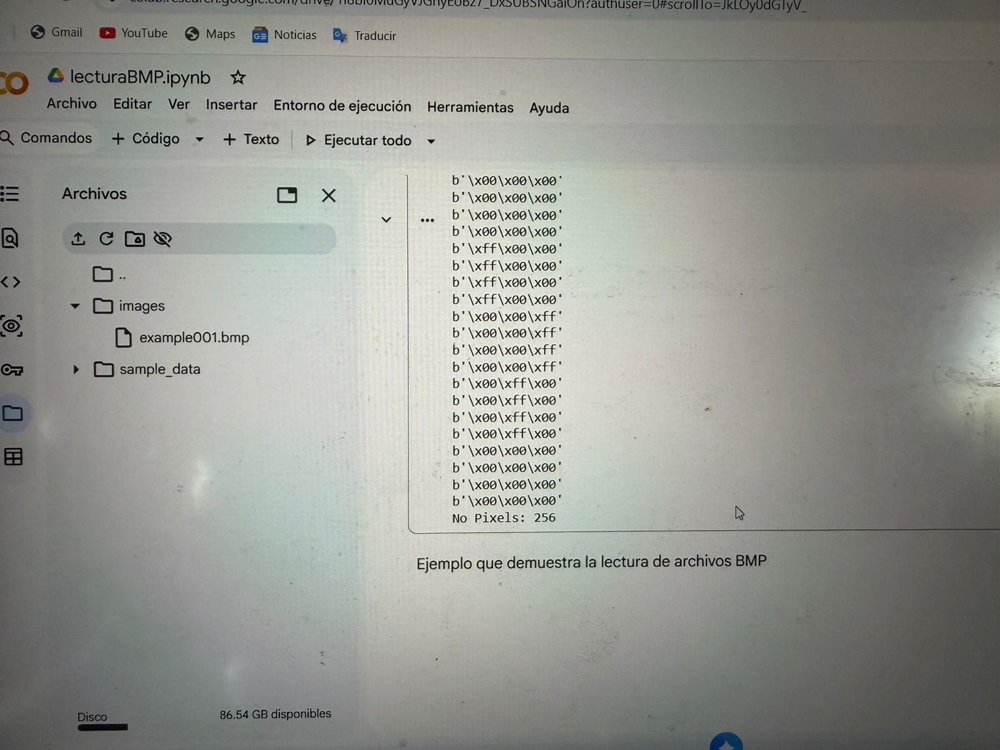 Gmail YouTube Maps Noticias Traducir
lecturaBMP.ipynb
Archivo Editar Ver Insertar Entorno de ejecución Herramientas Ayuda
Comandos + Código + Texto Ejecutar todo
Archivos
..
images
example001.bmp
sample_data
Disco 86.54 GB disponibles
b'\x00\x00\x00'
b'\x00\x00\x00'
b'\x00\x00\x00'
b'\x00\x00\x00'
b'\xff\x00\x00'
b'\xff\x00\x00'
b'\xff\x00\x00'
b'\xff\x00\x00'
b'\x00\x00\xff'
b'\x00\x00\xff'
b'\x00\x00\xff'
b'\x00\x00\xff'
b'\x00\xff\x00'
b'\x00\xff\x00'
b'\x00\xff\x00'
b'\x00\xff\x00'
b'\x00\x00\x00'
b'\x00\x00\x00'
b'\x00\x00\x00'
b'\x00\x00\x00'
No Pixels: 256
Ejemplo que demuestra la lectura de archivos BMP